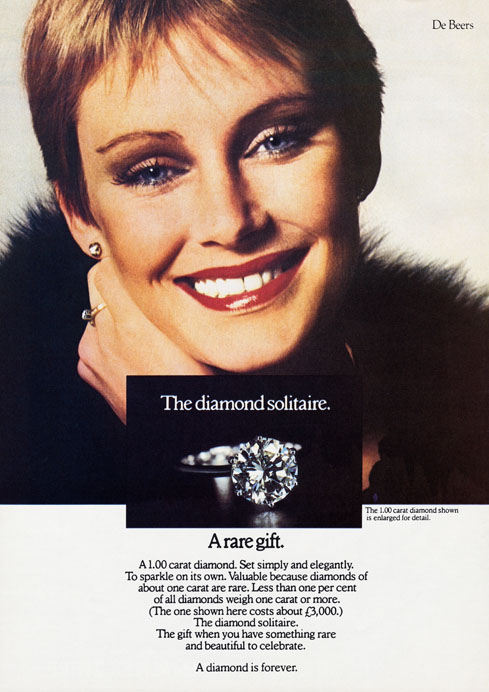 De Beers
The diamond solitaire.
The 1.00 carat diamond shown
is enlarged for detail.
A rare gift.
A 1.00 carat diamond. Set simply and elegantly.
To sparkle on its own. Valuable because diamonds of
about one carat are rare. Less than one per cent
of all diamonds weigh one carat or more.
(The one shown here costs about £3,000.)
The diamond solitaire.
The gift when you have something rare
and beautiful to celebrate.
A diamond is forever.